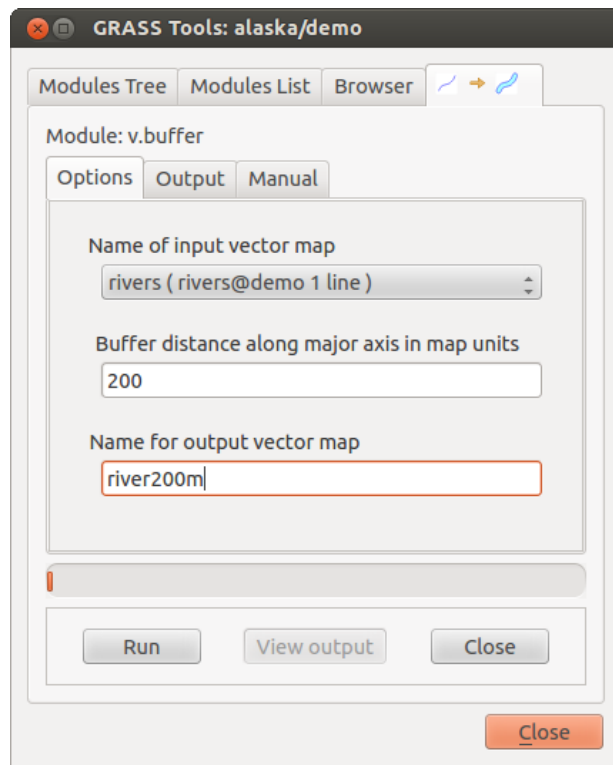 GRASS Tools: alaska/demo
Modules Tree Modules List Browser
Module: v.buffer
Options Output Manual
Name of input vector map
rivers ( rivers@demo 1 line )
Buffer distance along major axis in map units
200
Name for output vector map
river200m
Run View output Close
Close